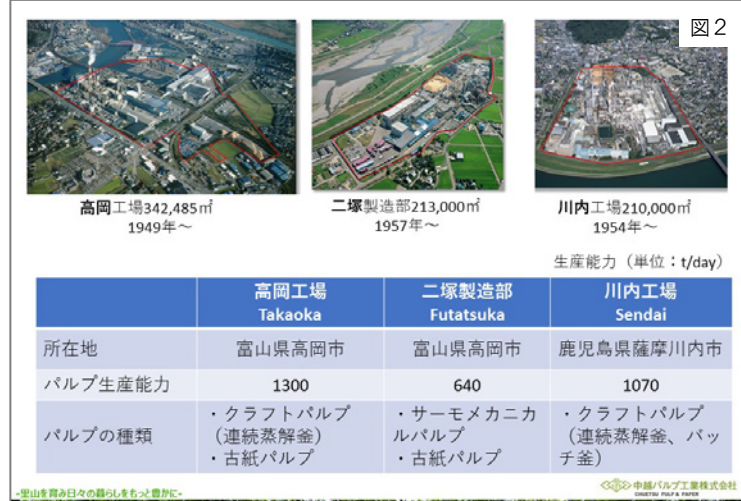 図2
高岡工場342,485㎡
1949年～
二塚製造部213,000㎡
1957年～
川内工場210,000㎡
1954年～
生産能力（単位：t/day）
高岡工場
Takaoka
二塚製造部
Futatsuka
川内工場
Sendai
所在地
富山県高岡市
富山県高岡市
鹿児島県薩摩川内市
パルプ生産能力
1300
640
1070
パルプの種類
・クラフトパルプ
（連続蒸解釜）
・古紙パルプ
・サーモメカニカ
ルパルプ
・古紙パルプ
・クラフトパルプ
（連続蒸解釜、バッ
チ釜）
-里山を育み日々の暮らしをもっと豊かに-
中越パルプ工業株式会社
CHUETSU PULP & PAPER